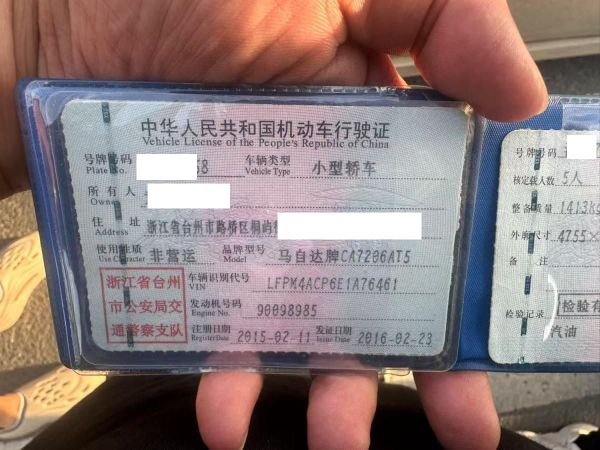 中华人民共和国机动车行驶证
Vehicle License of the People's Republic of China
号牌号码 58 车辆类型 小型轿车
Plate No. Vehicle Type
所有人
Owner
住址 浙江省台州市路桥区桐屿街
Address
使用性质 非营运 品牌型号 马自达牌CA7206AT5
Use Character Model
浙江省台州
市公安局交
通警察支队
车辆识别代号 LFPM4ACP6E1A76461
VIN
发动机号码 90098985
Engine No.
注册日期 2015-02-11 发证日期 2016-02-23
Register Date Issue Date
号牌号码
核定载人数 5人
整备质量 1413kg
外廓尺寸 4755×
备注
检验有
检验记录
汽油